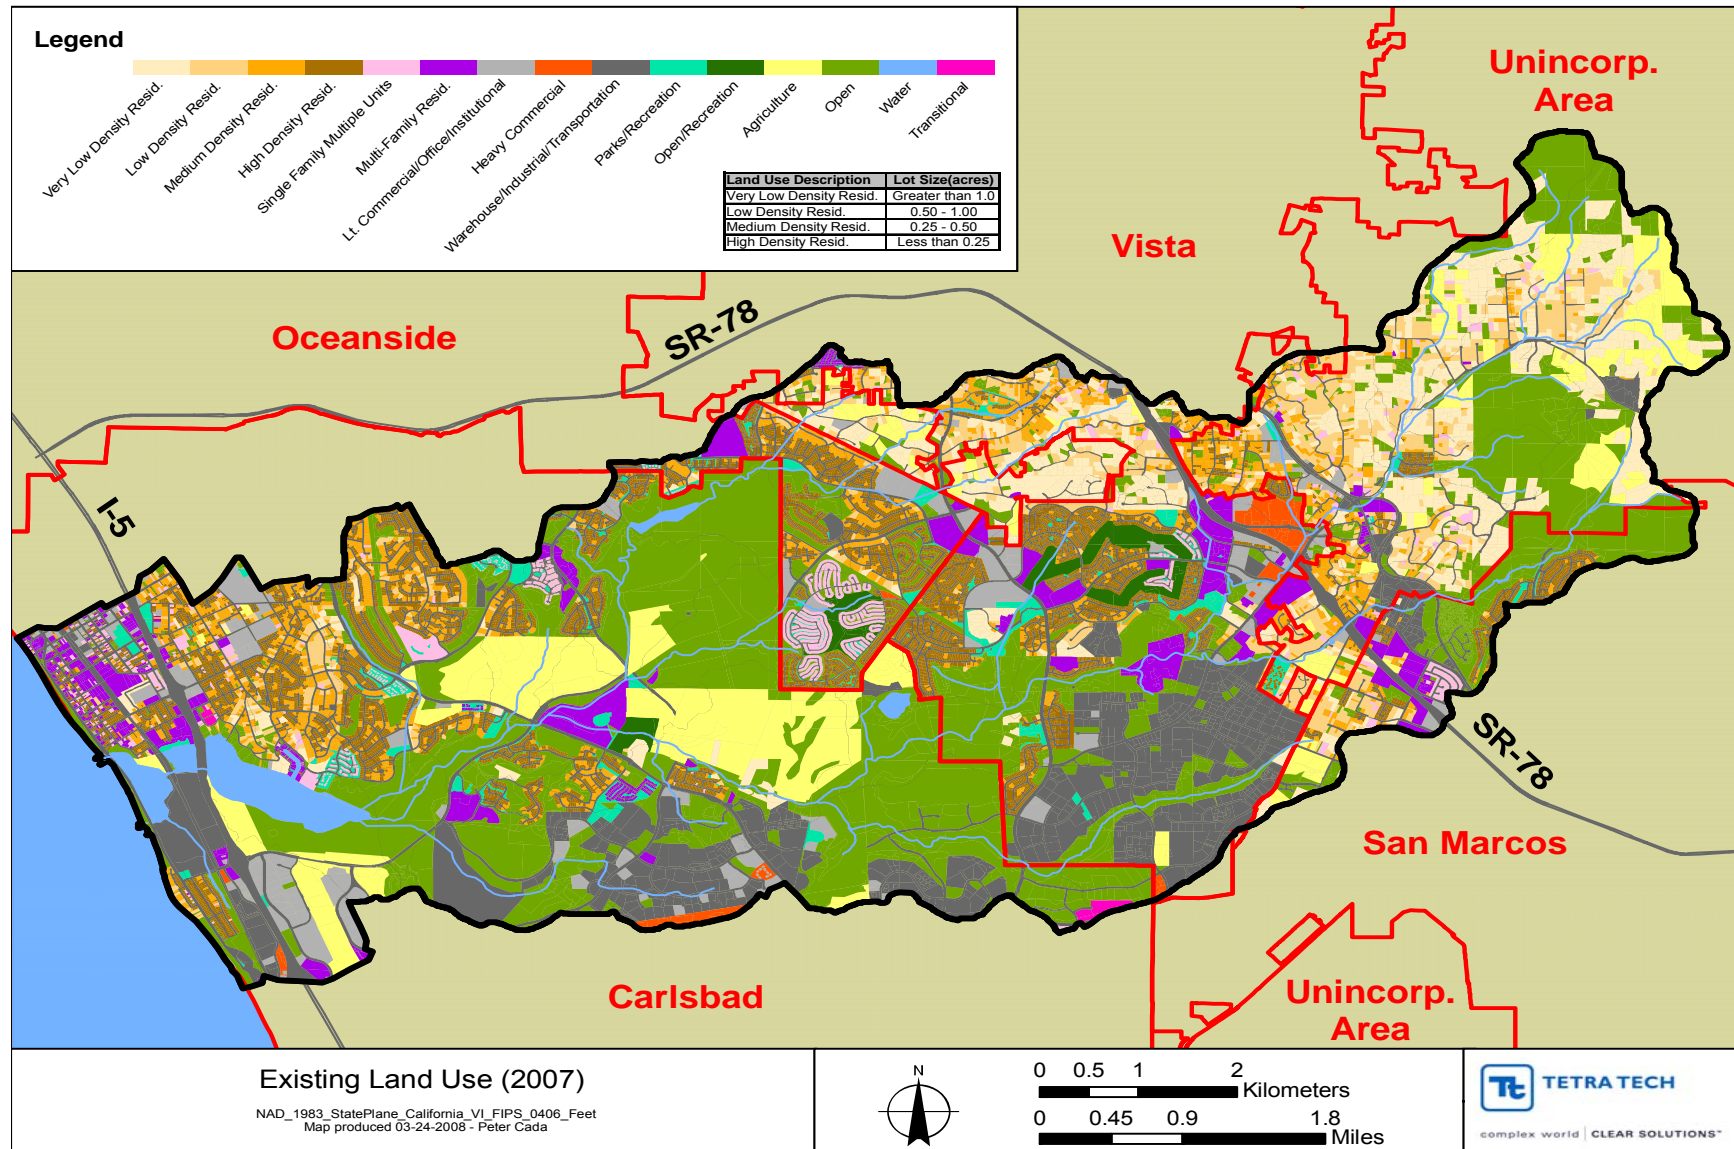 Legend
Very Low Density Resid.
Low Density Resid.
Medium Density Resid.
High Density Resid.
Single Family Multiple Units
Multi-Family Resid.
Lt. Commercial/Office/Institutional
Heavy Commercial
Warehouse/Industrial/Transportation
Parks/Recreation
Open/Recreation
Agriculture
Open
Water
Transitional
Land Use Description Lot Size(acres)
Very Low Density Resid. Greater than 1.0
Low Density Resid. 0.50 - 1.00
Medium Density Resid. 0.25 - 0.50
High Density Resid. Less than 0.25
Unincorp.
Area
Vista
Oceanside
SR-78
I-5
SR-78
San Marcos
Carlsbad
Unincorp.
Area
Existing Land Use (2007)
NAD_1983_StatePlane_California_VI_FIPS_0406_Feet
Map produced 03-24-2008 - Peter Cada
N
0 0.5 1 2
Kilometers
0 0.45 0.9 1.8
Miles
Tt TETRA TECH
complex world | CLEAR SOLUTIONS™